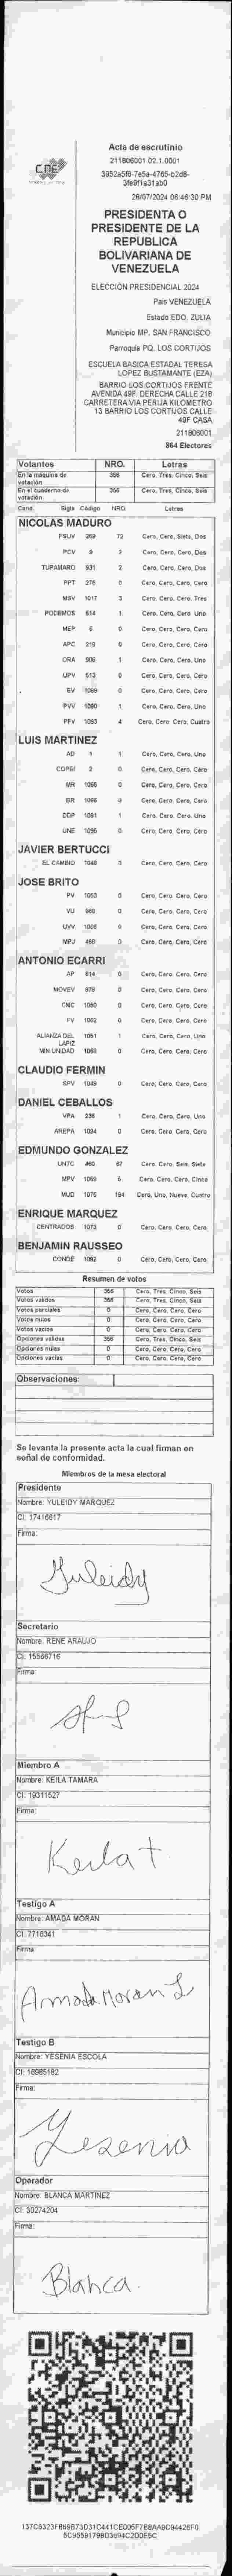 CNE
Acta de escrutinio
211806001.02.1.0001
28/07/2024 06:46:30 PM
PRESIDENTA O
PRESIDENTE DE LA
REPUBLICA
BOLIVARIANA DE
VENEZUELA
ELECCIÓN PRESIDENCIAL 2024
País VENEZUELA
Estado EDO. ZULIA
Municipio MP. SAN FRANCISCO
Parroquia PQ. LOS CORTIJOS
ESCUELA BASICA ESTADAL TERESA
LOPEZ BUSTAMANTE (EZA)
BARRIO LOS CORTIJOS FRENTE
AVENIDA 49F. DERECHA CALLE 218
CARRETERA VIA PERIJA KILOMETRO
13 BARRIO LOS CORTIJOS CALLE
49F CASA
211806001
864 Electores
Votantes NRO. Letras
En la máquina de votación 356 Cero, Tres, Cinco, Seis
En el cuaderno de votación 356 Cero, Tres, Cinco, Seis
Cand. Sigla Código NRO. Letras
NICOLAS MADURO
PSUV 269 72 Cero, Cero, Siete, Dos
PCV 9 2 Cero, Cero, Cero, Dos
TUPAMARO 931 2 Cero, Cero, Cero, Dos
PPT 276 0 Cero, Cero, Cero, Cero
MSV 1017 3 Cero, Cero, Cero, Tres
PODEMOS 614 1 Cero, Cero, Cero Uno
MEP 6 0 Cero, Cero, Cero, Cero
APC 219 0 Cero, Cero, Cero, Cero
ORA 906 1 Cero, Cero, Cero, Uno
UPV 513 0 Cero, Cero, Cero, Cero
EV 1089 0 Cero, Cero, Cero, Cero
PVV 1090 1 Cero, Cero, Cero, Uno
PFV 1093 4 Cero, Cero, Cero, Cuatro
LUIS MARTINEZ
AD 1 1 Cero, Cero, Cero, Uno
COPEI 2 0 Cero, Cero, Cero, Cero
MR 1065 0 Cero, Cero, Cero, Cero
BR 1066 0 Cero, Cero, Cero, Cero
DDP 1091 1 Cero, Cero, Cero, Uno
UNE 1096 0 Cero, Cero, Cero, Cero
JAVIER BERTUCCI
EL CAMBIO 1048 0 Cero, Cero, Cero, Cero
JOSE BRITO
PV 1063 0 Cero, Cero, Cero, Cero
VU 969 0 Cero, Cero, Cero, Cero
UVV 1006 0 Cero, Cero, Cero, Cero
MPJ 468 0 Cero, Cero, Cero, Cero
ANTONIO ECARRI
AP 814 0 Cero, Cero, Cero, Cero
MOVEV 879 0 Cero, Cero, Cero, Cero
CMC 1060 0 Cero, Cero, Cero, Cero
FV 1062 0 Cero, Cero, Cero, Cero
ALIANZA DEL LAPIZ 1051 1 Cero, Cero, Cero, Uno
MIN UNIDAD 1068 0 Cero, Cero, Cero, Cero
CLAUDIO FERMIN
SPV 1049 0 Cero, Cero, Cero, Cero
DANIEL CEBALLOS
VPA 236 1 Cero, Cero, Cero, Uno
AREPA 1094 0 Cero, Cero, Cero, Cero
EDMUNDO GONZALEZ
UNTC 460 67 Cero, Cero, Seis, Siete
MPV 1069 5 Cero, Cero, Cero, Cinco
MUD 1075 194 Cero, Uno, Nueve, Cuatro
ENRIQUE MARQUEZ
CENTRADOS 1073 0 Cero, Cero, Cero, Cero
BENJAMIN RAUSSEO
CONDE 1092 0 Cero, Cero, Cero, Cero
Resumen de votos
Votos 356 Cero, Tres, Cinco, Seis
Votos validos 356 Cero, Tres, Cinco, Seis
Votos parciales 0 Cero, Cero, Cero, Cero
Votos nulos 0 Cero, Cero, Cero, Cero
Votos vacios 0 Cero, Cero, Cero, Cero
Opciones validas 356 Cero, Tres, Cinco, Seis
Opciones nulas 0 Cero, Cero, Cero, Cero
Opciones vacias 0 Cero, Cero, Cero, Cero
Observaciones:
Se levanta la presente acta la cual firman en
señal de conformidad.
Miembros de la mesa electoral
Presidente
Nombre: YULEIDY MARQUEZ
CI: 17416617
Firma:
Yuleidy
Secretario
Nombre: RENE ARAUJO
CI: 15566716
Firma:
Miembro A
Nombre: KEILA TAMARA
CI: 19311527
Firma:
Keila t.
Testigo A
Nombre: AMADA MORAN
CI: 7718341
Firma:
Amada Moran L
Testigo B
Nombre: YESENIA ESCOLA
CI: 16985182
Firma:
Yesenia
Operador
Nombre: BLANCA MARTINEZ
CI: 30274204
Firma:
Blanca.